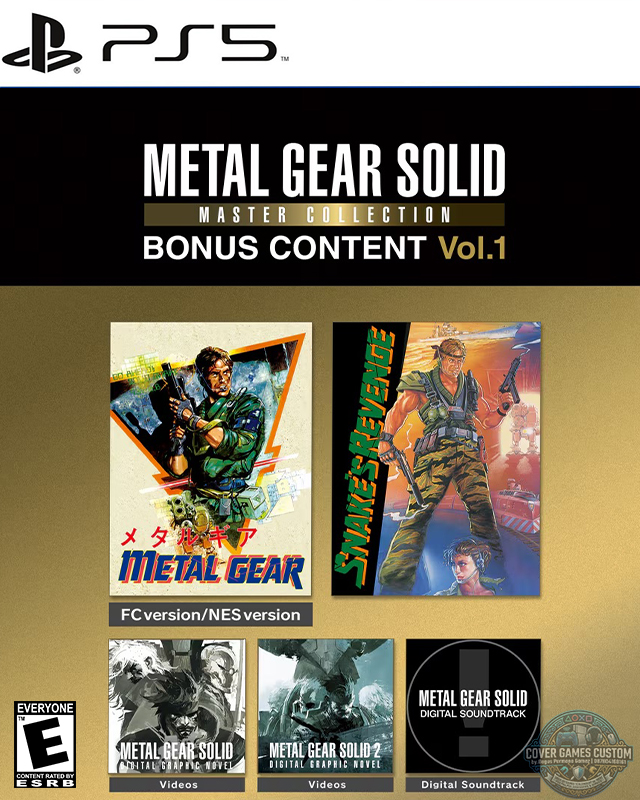 PS5
METAL GEAR SOLID
MASTER COLLECTION
BONUS CONTENT Vol.1
メタルギア
METAL GEAR
FC version/NES version
SNAKE'S REVENGE
METAL GEAR SOLID
DIGITAL GRAPHIC NOVEL
Videos
METAL GEAR SOLID 2
DIGITAL GRAPHIC NOVEL
Videos
METAL GEAR SOLID
DIGITAL SOUNDTRACK
Digital Soundtrack
EVERYONE
E
CONTENT RATED BY
ESRB
COVER GAMES CUSTOM